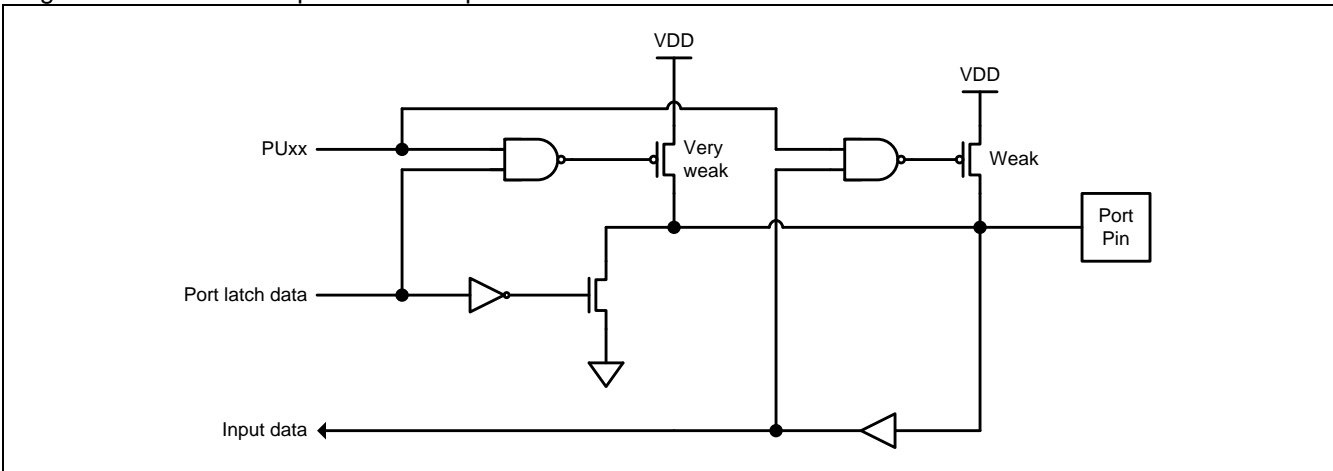 VDD
VDD
PUxx
Very
weak
Weak
Port
Pin
Port latch data
Input data